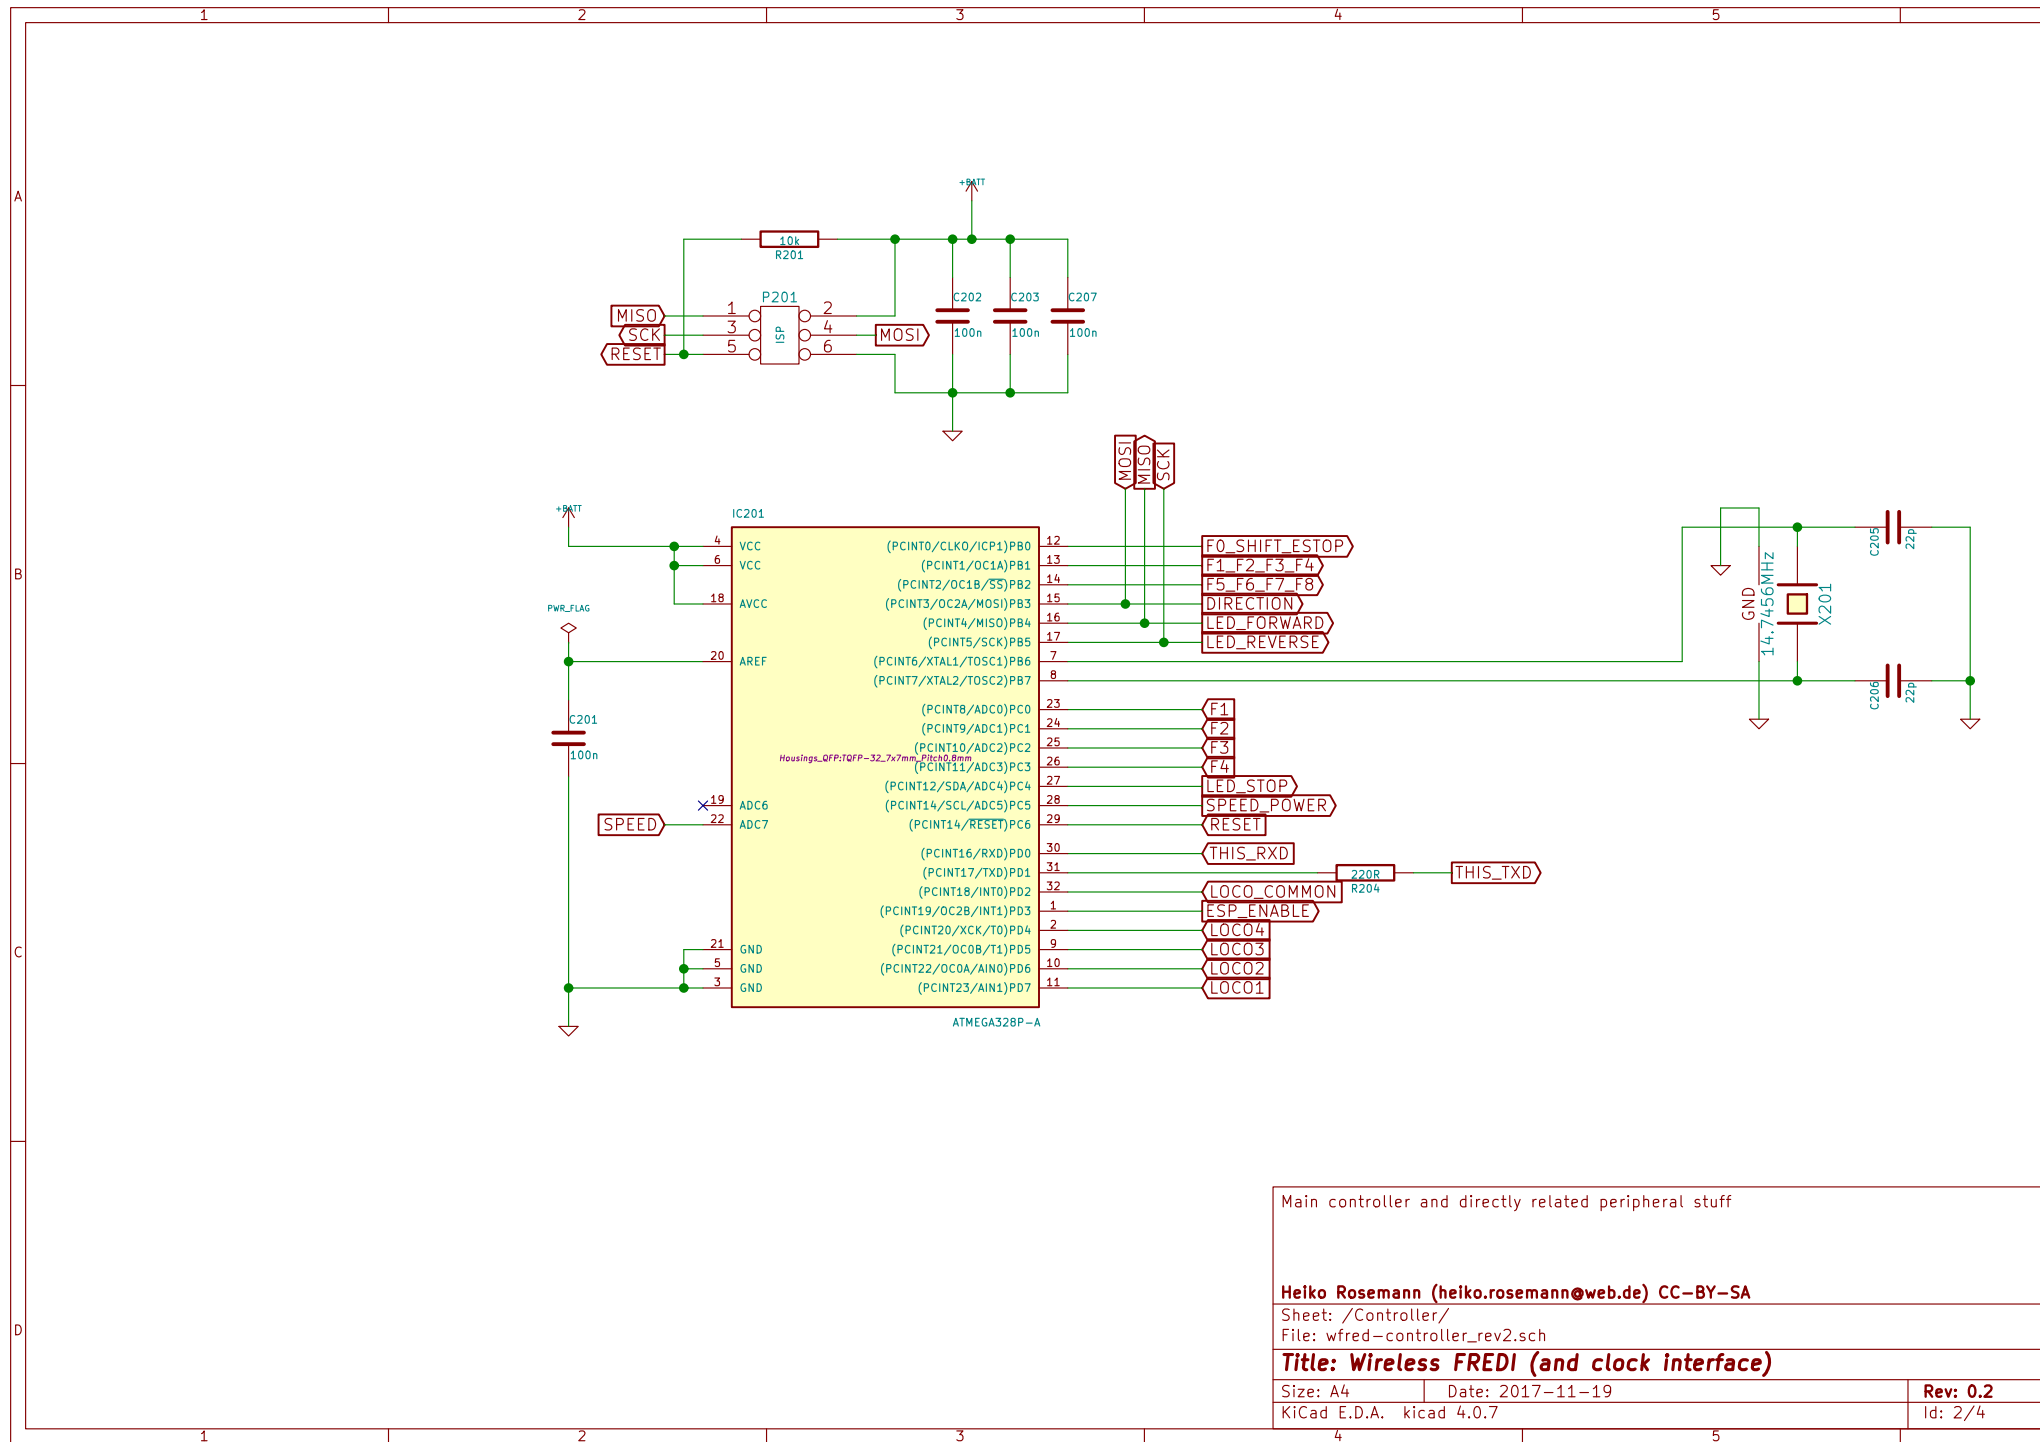 1 2 3 4 5
A
B
C
D
+BATT
10k
R201
P201
MISO 1 2
SCK 3 4 MOSI
RESET 5 6
ISP
C202
100n
C203
100n
C207
100n
MOSI
MISO
SCK
+BATT
IC201
4 VCC
6 VCC
18 AVCC
PWR_FLAG
20 AREF
C201
100n
19 ADC6
SPEED 22 ADC7
21 GND
5 GND
3 GND
Housings_QFP:TQFP-32_7x7mm_Pitch0.8mm
(PCINT0/CLKO/ICP1)PB0 12 F0_SHIFT_ESTOP
(PCINT1/OC1A)PB1 13 F1_F2_F3_F4
(PCINT2/OC1B/SS)PB2 14 F5_F6_F7_F8
(PCINT3/OC2A/MOSI)PB3 15 DIRECTION
(PCINT4/MISO)PB4 16 LED_FORWARD
(PCINT5/SCK)PB5 17 LED_REVERSE
(PCINT6/XTAL1/TOSC1)PB6 7
(PCINT7/XTAL2/TOSC2)PB7 8
(PCINT8/ADC0)PC0 23 F1
(PCINT9/ADC1)PC1 24 F2
(PCINT10/ADC2)PC2 25 F3
(PCINT11/ADC3)PC3 26 F4
(PCINT12/SDA/ADC4)PC4 27 LED_STOP
(PCINT14/SCL/ADC5)PC5 28 SPEED_POWER
(PCINT14/RESET)PC6 29 RESET
(PCINT16/RXD)PD0 30 THIS_RXD
(PCINT17/TXD)PD1 31 220R THIS_TXD
R204
(PCINT18/INT0)PD2 32 LOCO_COMMON
(PCINT19/OC2B/INT1)PD3 1 ESP_ENABLE
(PCINT20/XCK/T0)PD4 2 LOCO4
(PCINT21/OC0B/T1)PD5 9 LOCO3
(PCINT22/OC0A/AIN0)PD6 10 LOCO2
(PCINT23/AIN1)PD7 11 LOCO1
ATMEGA328P-A
GND
14.7456MHz
X201
C205
22p
C206
22p
Main controller and directly related peripheral stuff
Heiko Rosemann (heiko.rosemann@web.de) CC-BY-SA
Sheet: /Controller/
File: wfred-controller_rev2.sch
Title: Wireless FREDI (and clock interface)
Size: A4 Date: 2017-11-19 Rev: 0.2
KiCad E.D.A. kicad 4.0.7 Id: 2/4
1 2 3 4 5